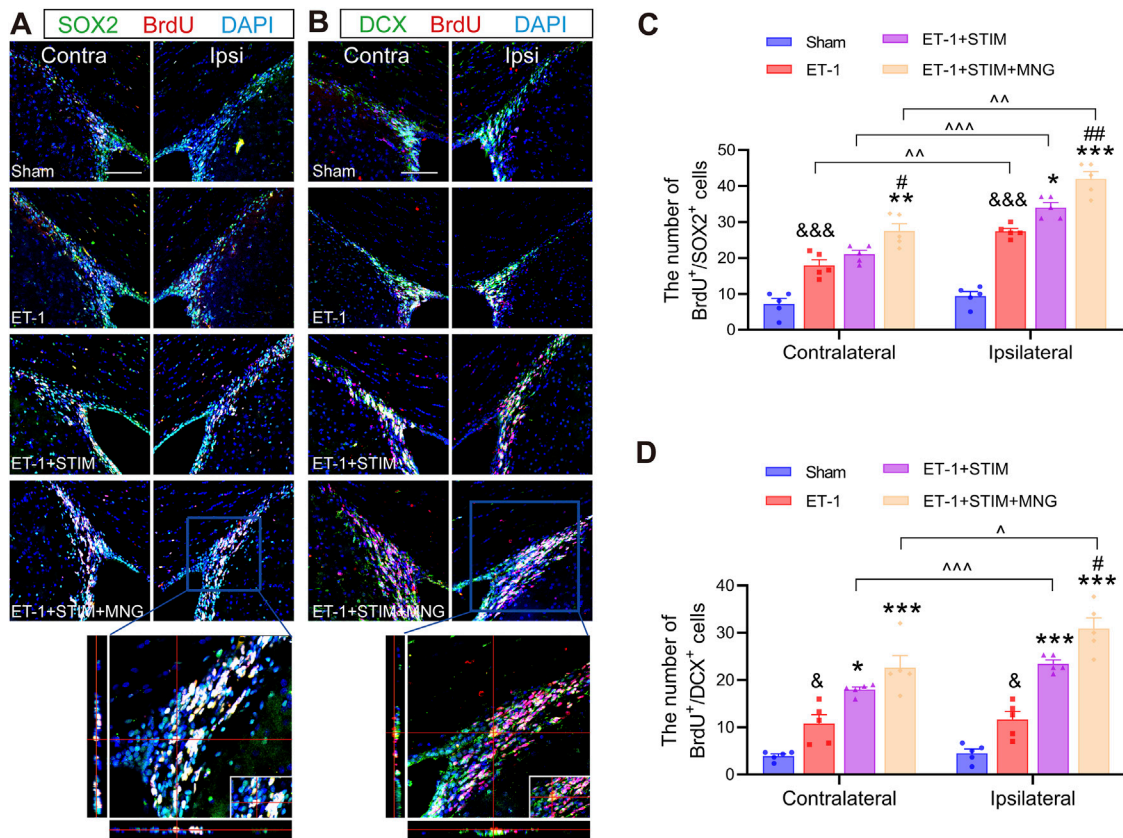 A
SOX2 BrdU DAPI
Contra
Ipsi
Sham
ET-1
ET-1+STIM
ET-1+STIM+MNG
B
DCX BrdU DAPI
Contra
Ipsi
Sham
ET-1
ET-1+STIM
ET-1+STIM+MNG
C
Sham
ET-1
ET-1+STIM
ET-1+STIM+MNG
^^
^^^
^^
&&&
#
**
&&&
*
##
***
The number of
BrdU+/SOX2+ cells
50
40
30
20
10
0
Contralateral
Ipsilateral
D
Sham
ET-1
ET-1+STIM
ET-1+STIM+MNG
^
^^^
&
*
***
&
***
#
***
The number of
BrdU+/DCX+ cells
40
30
20
10
0
Contralateral
Ipsilateral